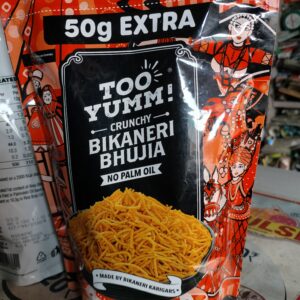 50g EXTRA
TOO
YUMM!
CRUNCHY
BIKANERI
BHUJIA
NO PALM OIL
MADE BY BIKANERI KARIGARS